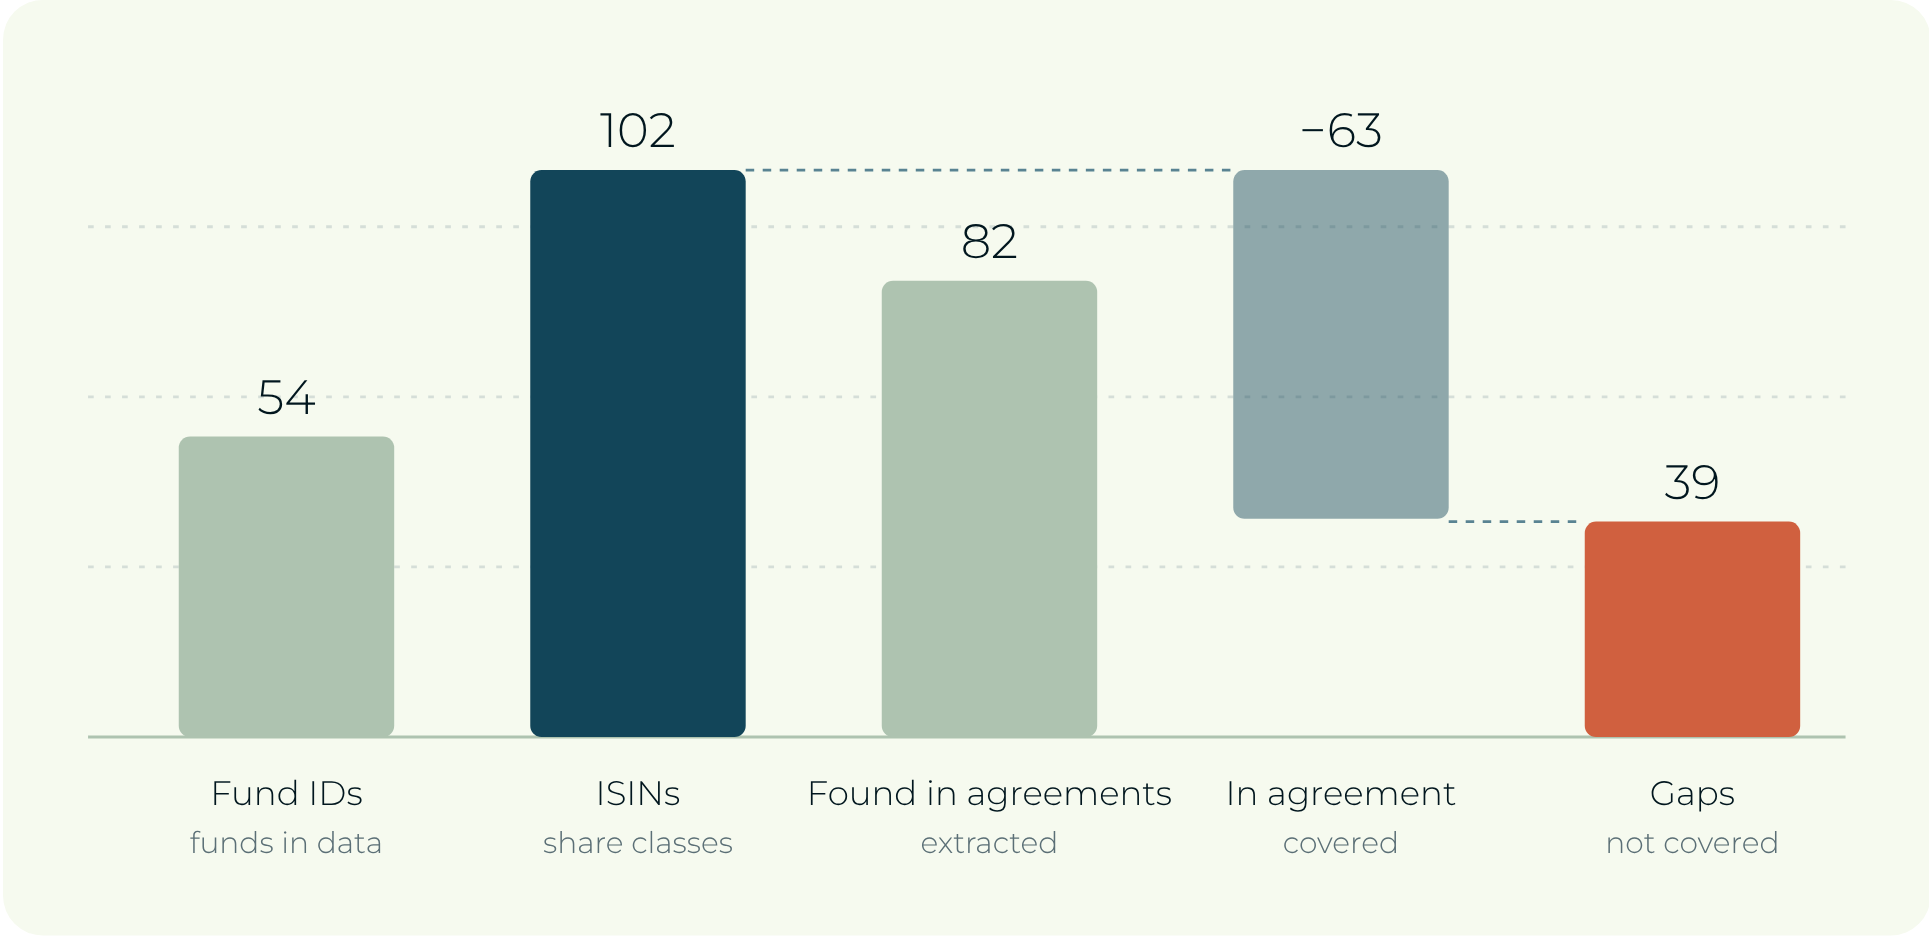 102
−63
82
54
39
Fund IDs
funds in data
ISINs
share classes
Found in agreements
extracted
In agreement
covered
Gaps
not covered